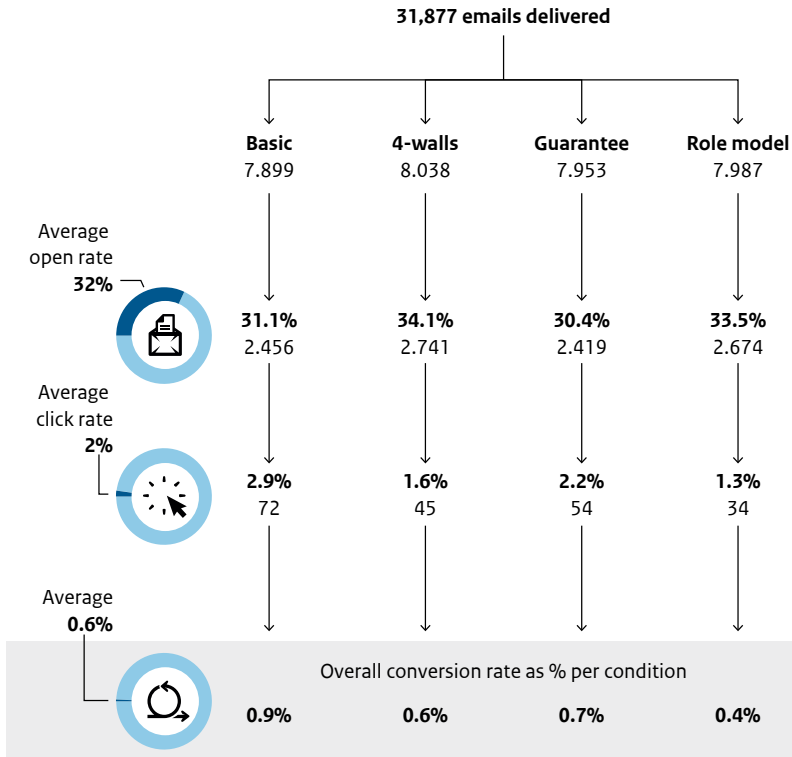 31,877 emails delivered
Basic 4-walls Guarantee Role model
7.899 8.038 7.953 7.987
Average
open rate
32%
31.1% 34.1% 30.4% 33.5%
2.456 2.741 2.419 2.674
Average
click rate
2%
2.9% 1.6% 2.2% 1.3%
72 45 54 34
Average
0.6%
Overall conversion rate as % per condition
0.9% 0.6% 0.7% 0.4%